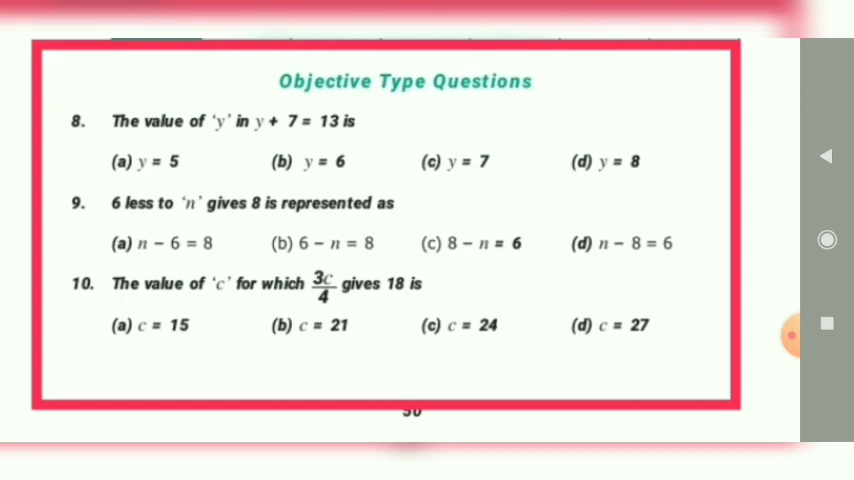 Objective Type Questions
8. The value of 'y' in y + 7 = 13 is
(a) y = 5 (b) y = 6 (c) y = 7 (d) y = 8
9. 6 less to 'n' gives 8 is represented as
(a) n − 6 = 8 (b) 6 − n = 8 (c) 8 − n = 6 (d) n − 8 = 6
10. The value of 'c' for which 3c/4 gives 18 is
(a) c = 15 (b) c = 21 (c) c = 24 (d) c = 27
50